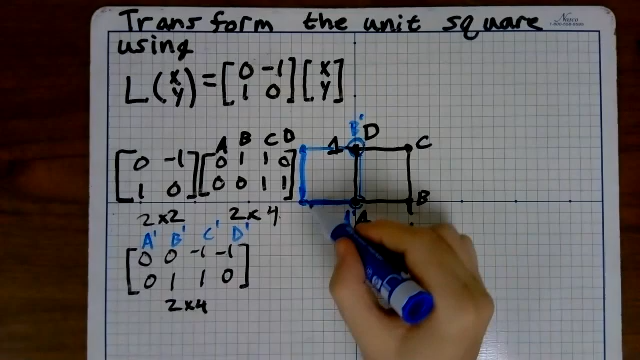 Transform the unit square
using
L(x y) = [0 -1 1 0] [x y]
A B C D
[0 -1 1 0] [0 1 1 0 0 0 1 1]
2x2 2x4
A' B' C' D'
[0 0 -1 -1 0 1 1 0]
2x4
B' D
1 C
A B